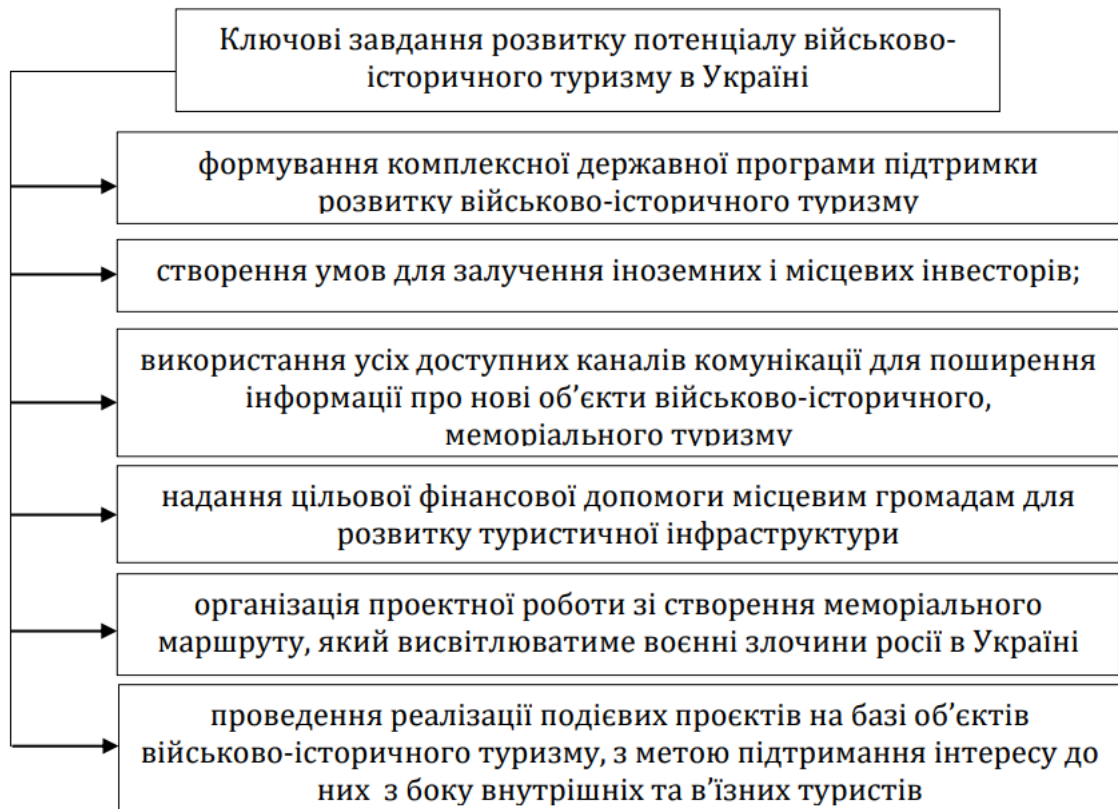 Ключові завдання розвитку потенціалу військово-
історичного туризму в Україні
формування комплексної державної програми підтримки
розвитку військово-історичного туризму
створення умов для залучення іноземних і місцевих інвесторів;
використання усіх доступних каналів комунікації для поширення
інформації про нові об’єкти військово-історичного,
меморіального туризму
надання цільової фінансової допомоги місцевим громадам для
розвитку туристичної інфраструктури
організація проектної роботи зі створення меморіального
маршруту, який висвітлюватиме воєнні злочини росії в Україні
проведення реалізації подієвих проєктів на базі об’єктів
військово-історичного туризму, з метою підтримання інтересу до
них з боку внутрішніх та в’їзних туристів